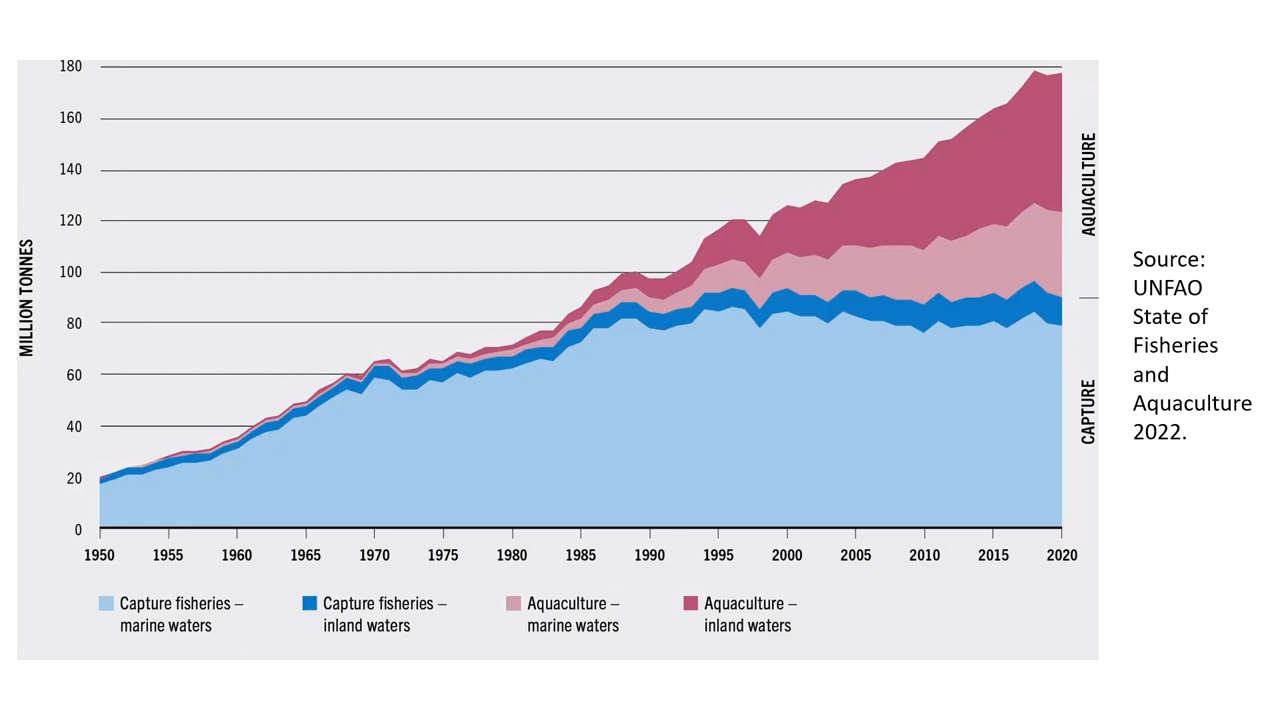 180
160
140
120
100
80
60
40
20
0
MILLION TONNES
1950 1955 1960 1965 1970 1975 1980 1985 1990 1995 2000 2005 2010 2015 2020
AQUACULTURE
CAPTURE
Capture fisheries –
marine waters
Capture fisheries –
inland waters
Aquaculture –
marine waters
Aquaculture –
inland waters
Source:
UNFAO
State of
Fisheries
and
Aquaculture
2022.